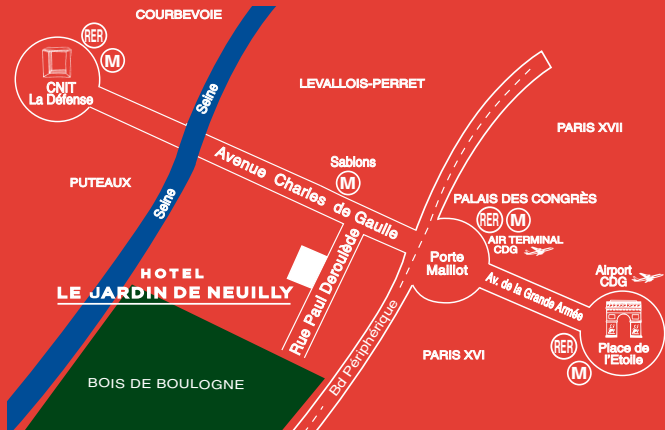 COURBEVOIE
RER
M
CNIT
La Défense
Seine
LEVALLOIS-PERRET
PARIS XVII
Avenue Charles de Gaulle
Sablons
M
PUTEAUX
Seine
PALAIS DES CONGRÈS
RER M
AIR TERMINAL
CDG
Porte
Maillot
HOTEL
LE JARDIN DE NEUILLY
Rue Paul Deroulède
Av. de la Grande Armée
Airport
CDG
Place de
l'Etoile
RER
M
Bd Périphérique
PARIS XVI
BOIS DE BOULOGNE